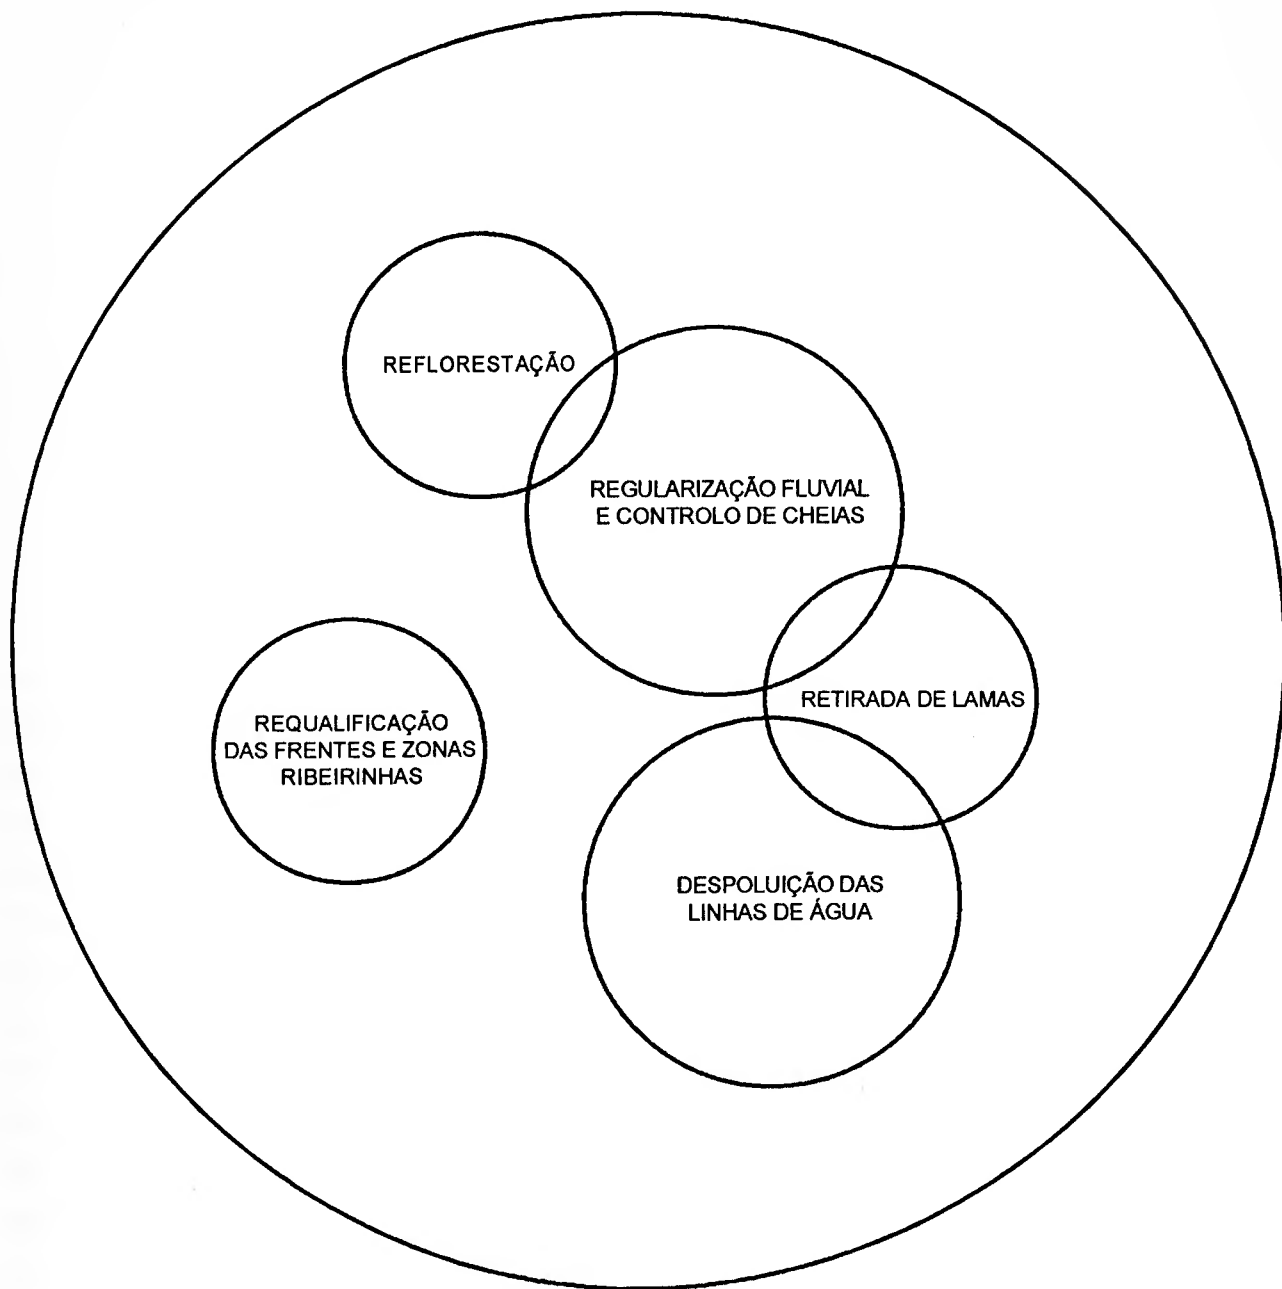 REFLORESTAÇÃO
REGULARIZAÇÃO FLUVIAL
E CONTROLO DE CHEIAS
RETIRADA DE LAMAS
REQUALIFICAÇÃO
DAS FRENTES E ZONAS
RIBEIRINHAS
DESPOLUIÇÃO DAS
LINHAS DE ÁGUA